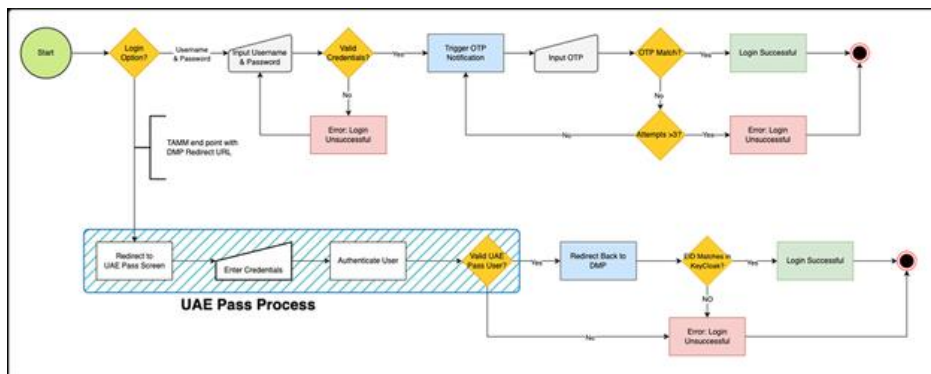 Start
Login
Option?
Username
& Password
Input Username
& Password
Valid
Credentials?
Yes
Trigger OTP
Notification
Input OTP
OTP Match?
Yes
Login Successful
No
Error: Login
Unsuccessful
No
Attempts >3?
No
Yes
Error: Login
Unsuccessful
TAMM end point with
DMP Redirect URL
Redirect to
UAE Pass Screen
Enter Credentials
Authenticate User
Valid UAE
Pass User?
Yes
Redirect Back to
DMP
EID Matches in
KeyCloak?
Yes
Login Successful
NO
Error: Login
Unsuccessful
No
UAE Pass Process